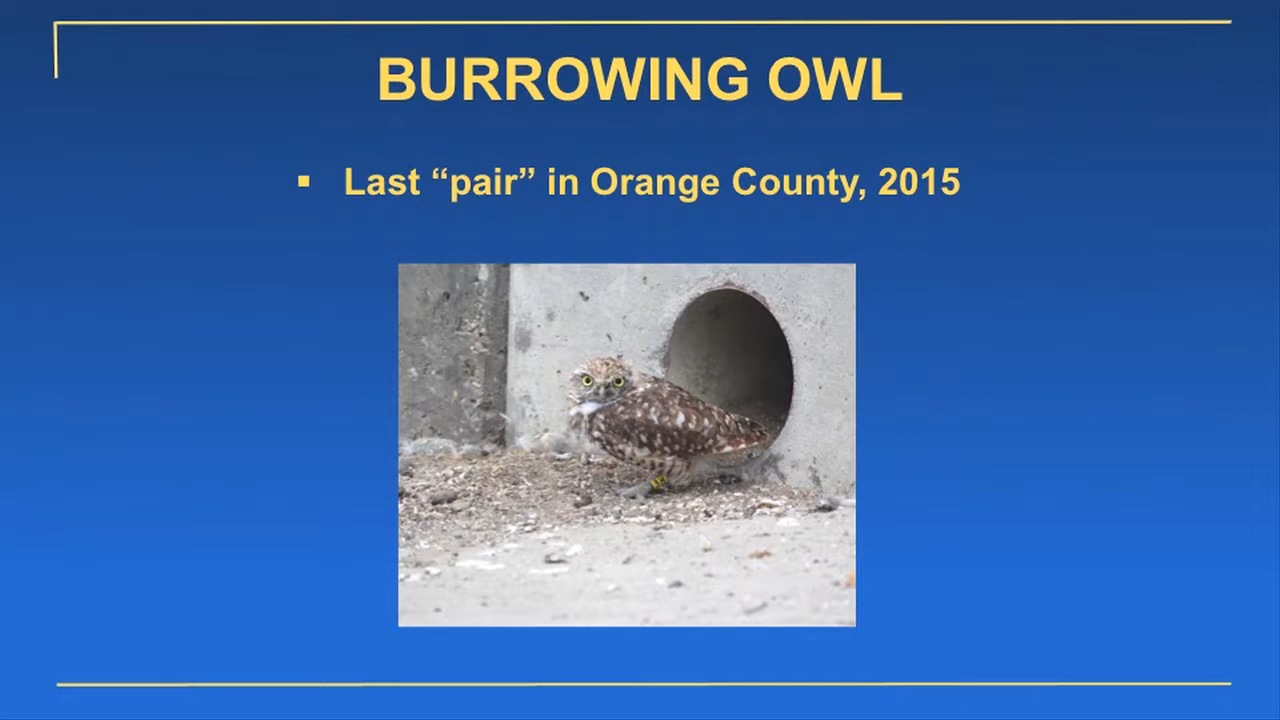 BURROWING OWL
▪ Last “pair” in Orange County, 2015